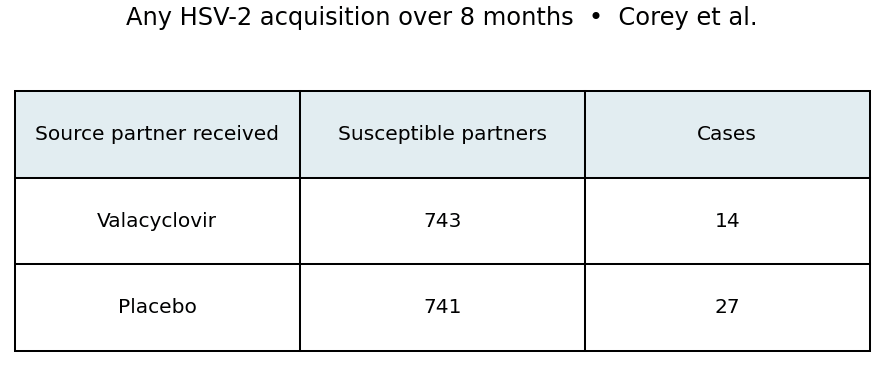 Any HSV-2 acquisition over 8 months • Corey et al.
Source partner received Susceptible partners Cases
Valacyclovir 743 14
Placebo 741 27